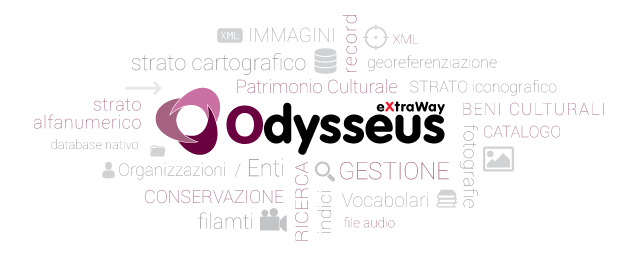 XML IMMAGINI
record
XML
strato cartografico
georeferenziazione
Patrimonio Culturale
STRATO iconografico
strato
alfanumerico
eXtraWay
Odysseus
BENI CULTURALI
CATALOGO
database nativo
fotografie
Organizzazioni / Enti
GESTIONE
CONSERVAZIONE
RICERCA
indici
Vocabolari
filamti
file audio